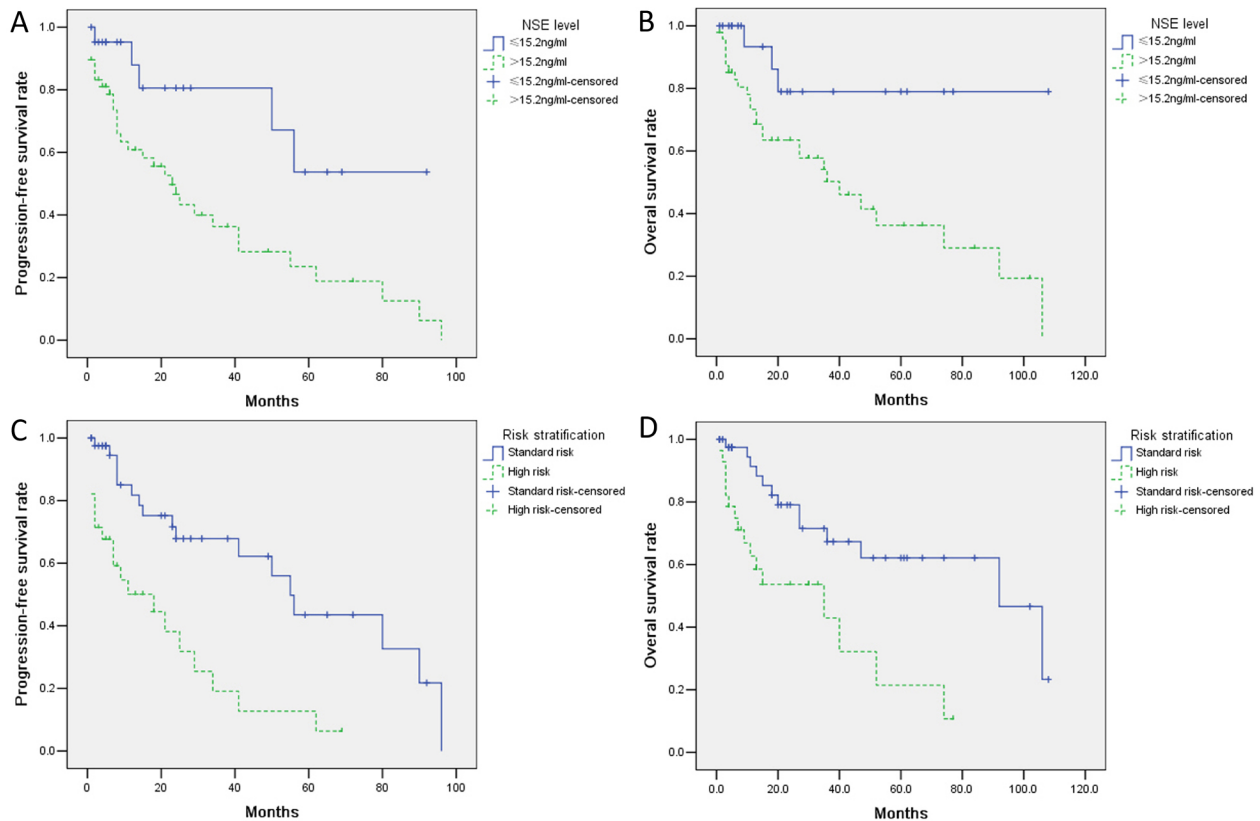 A
Progression-free survival rate
1.0
0.8
0.6
0.4
0.2
0.0
0
20
40
60
80
100
Months
NSE level
≤15.2ng/ml
>15.2ng/ml
≤15.2ng/ml-censored
>15.2ng/ml-censored
B
Overal survival rate
1.0
0.8
0.6
0.4
0.2
0.0
0.0
20.0
40.0
60.0
80.0
100.0
120.0
Months
NSE level
≤15.2ng/ml
>15.2ng/ml
≤15.2ng/ml-censored
>15.2ng/ml-censored
C
Progression-free survival rate
1.0
0.8
0.6
0.4
0.2
0.0
0
20
40
60
80
100
Months
Risk stratification
Standard risk
High risk
Standard risk-censored
High risk-censored
D
Overal survival rate
1.0
0.8
0.6
0.4
0.2
0.0
0.0
20.0
40.0
60.0
80.0
100.0
120.0
Months
Risk stratification
Standard risk
High risk
Standard risk-censored
High risk-censored